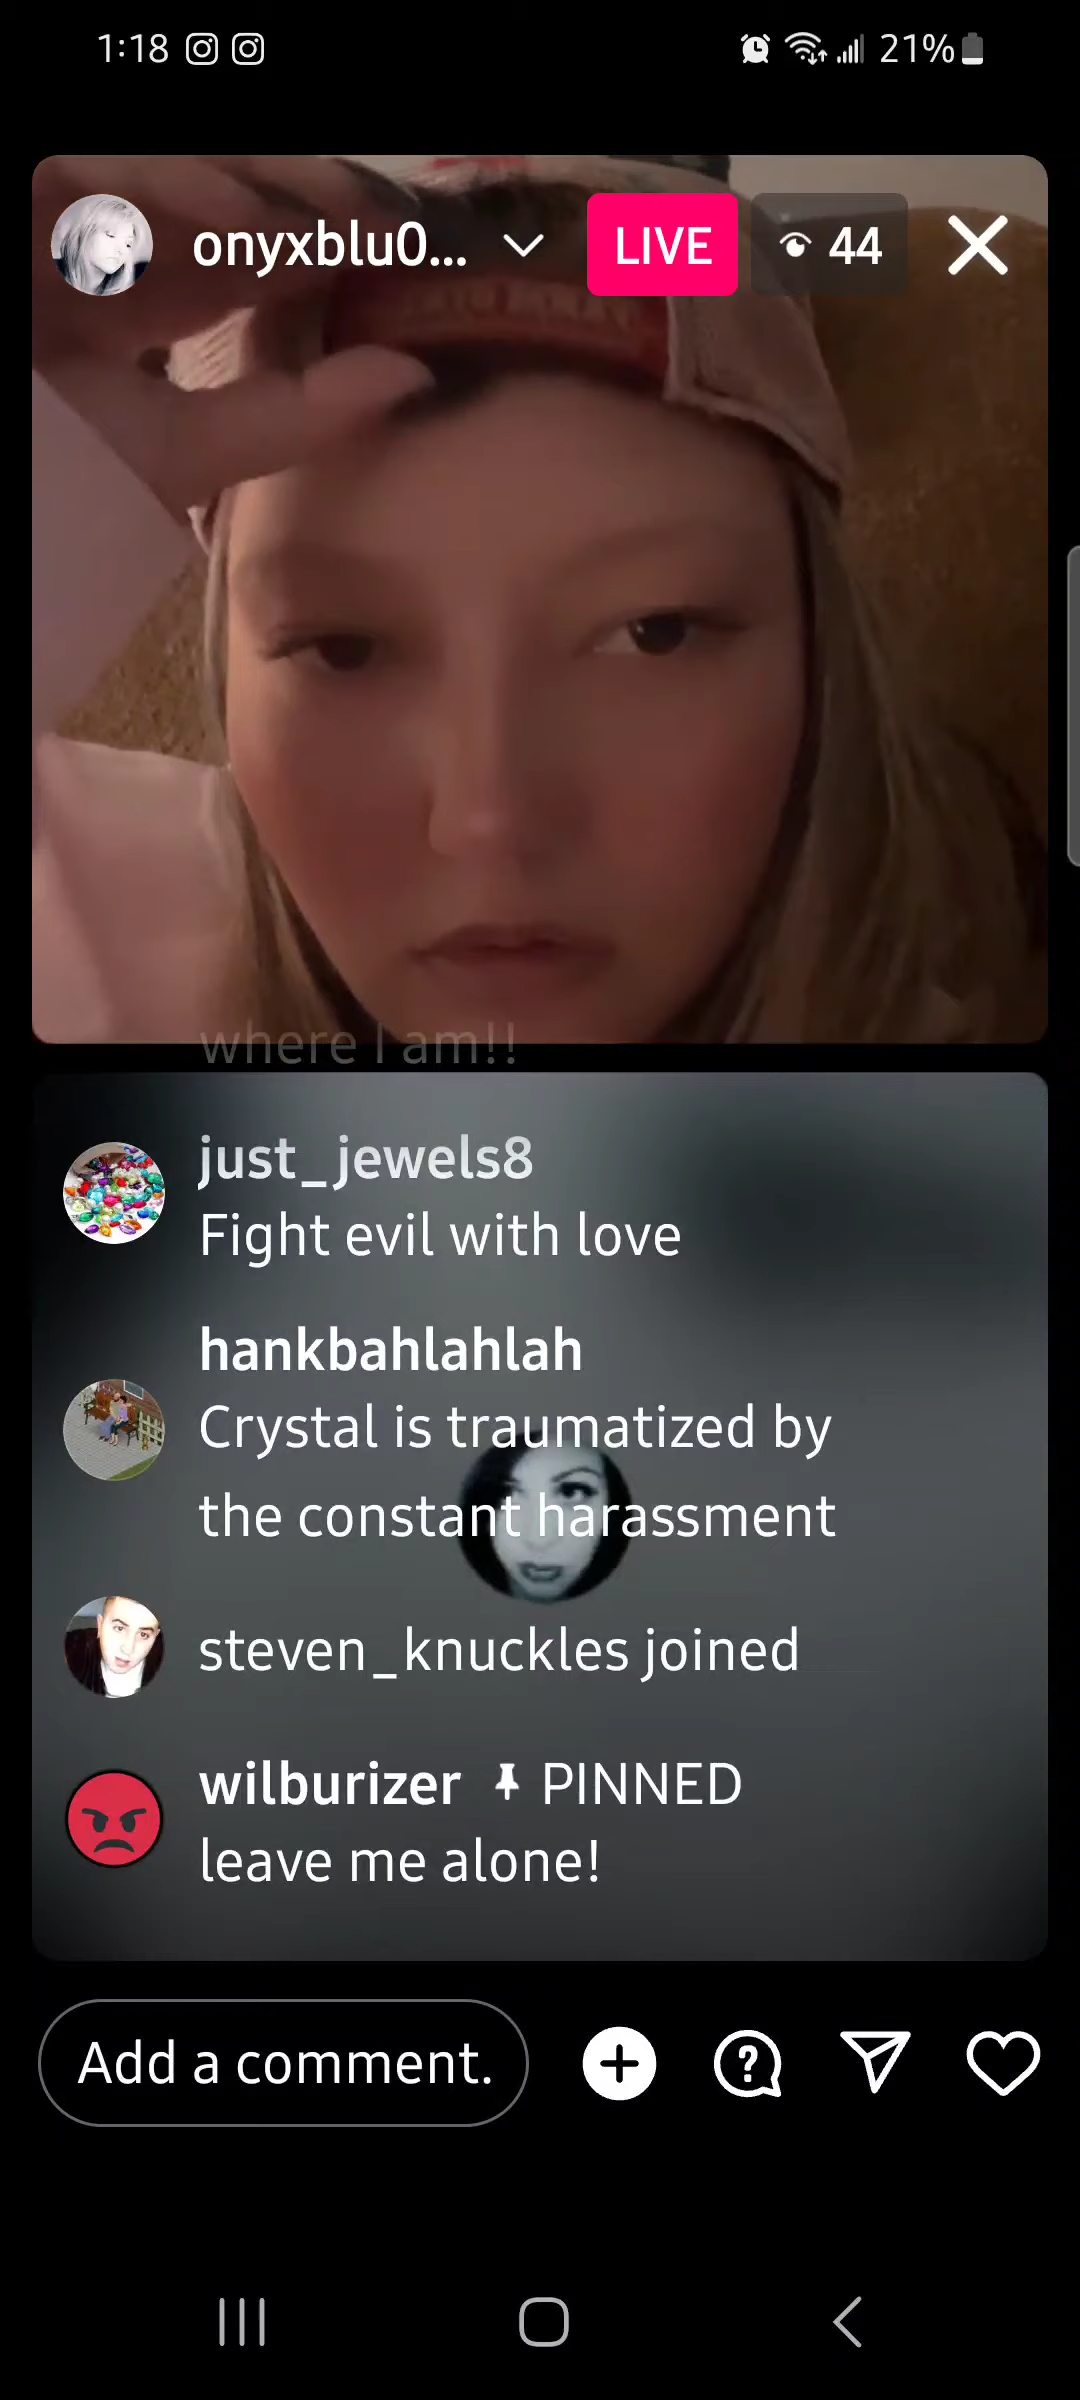 1:18 21%
onyxblu0... LIVE 44
where I am!!
just_jewels8
Fight evil with love
hankbahlahlah
Crystal is traumatized by
the constant harassment
steven_knuckles joined
wilburizer PINNED
leave me alone!
Add a comment.